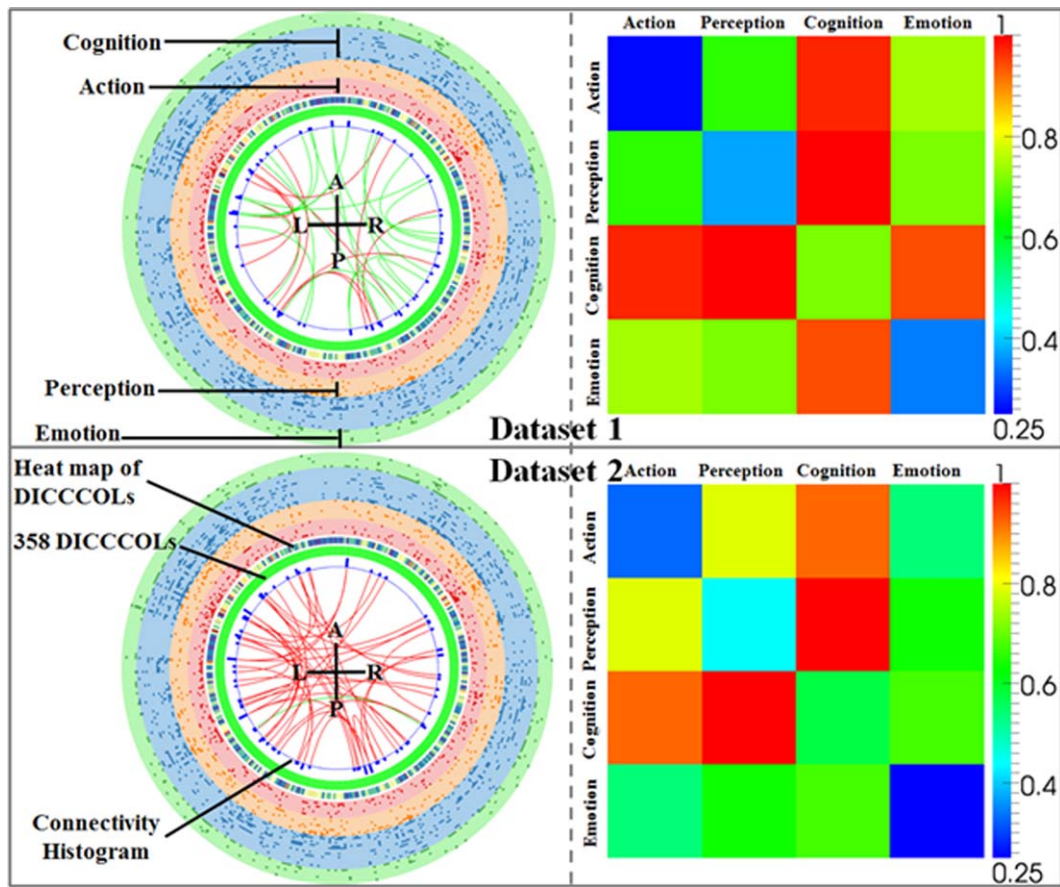 Cognition
Action
A
L R
P
Perception
Emotion
Action Perception Cognition Emotion
Action
Perception
Cognition
Emotion
1
0.8
0.6
0.4
0.25
Dataset 1
Dataset 2
Heat map of
DICCCOLs
358 DICCCOLs
A
L R
P
Connectivity
Histogram
Action Perception Cognition Emotion
Action
Perception
Cognition
Emotion
1
0.8
0.6
0.4
0.25